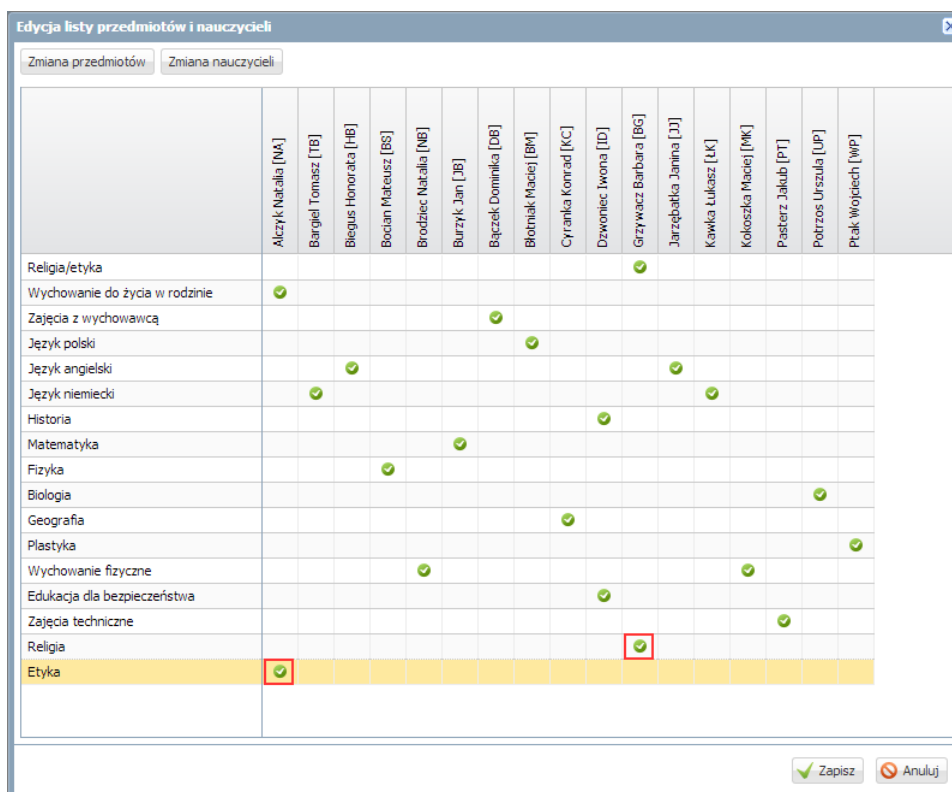 Edycja listy przedmiotów i nauczycieli
Zmiana przedmiotów Zmiana nauczycieli
Alczyk Natalia [NA]
Bargiel Tomasz [TB]
Biegus Honorata [HB]
Bocian Mateusz [BS]
Brodziec Natalia [NB]
Burzyk Jan [JB]
Bączek Dominika [DB]
Błotniak Maciej [BM]
Cyranka Konrad [KC]
Dzwoniec Iwona [ID]
Grzywacz Barbara [BG]
Jarzębatka Janina [JJ]
Kawka Łukasz [ŁK]
Kokoszka Maciej [MK]
Pasterz Jakub [PT]
Potrzos Urszula [UP]
Ptak Wojciech [WP]
Religia/etyka
Wychowanie do życia w rodzinie
Zajęcia z wychowawcą
Język polski
Język angielski
Język niemiecki
Historia
Matematyka
Fizyka
Biologia
Geografia
Plastyka
Wychowanie fizyczne
Edukacja dla bezpieczeństwa
Zajęcia techniczne
Religia
Etyka
Zapisz Anuluj